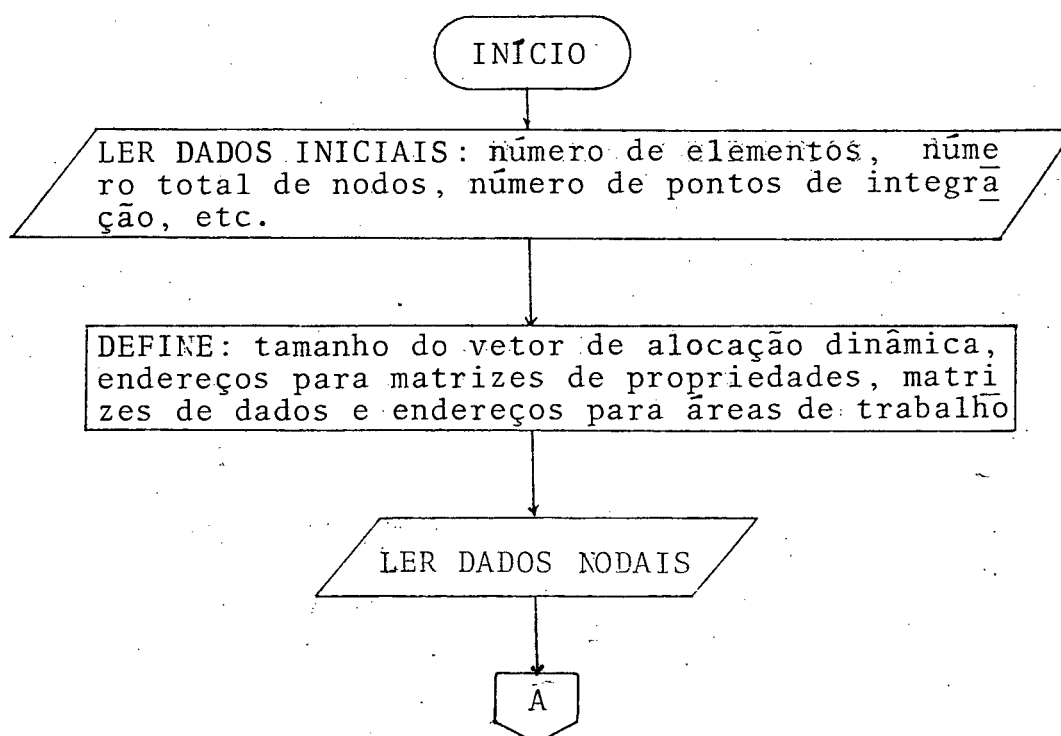 INÍCIO
LER DADOS INICIAIS: número de elementos, núme
ro total de nodos, número de pontos de integra
ção, etc.
DEFINE: tamanho do vetor de alocação dinâmica,
endereços para matrizes de propriedades, matri
zes de dados e endereços para áreas de trabalho
LER DADOS NODAIS
A